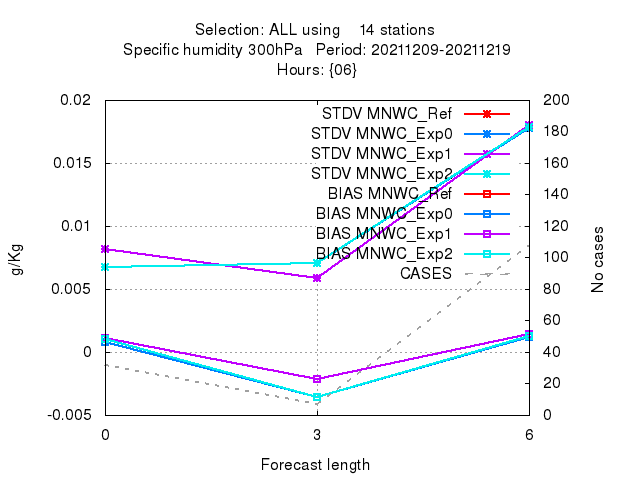 Selection: ALL using 14 stations
Specific humidity 300hPa Period: 20211209-20211219
Hours: {06}
0.02
0.015
0.01
0.005
0
-0.005
g/Kg
STDV MNWC_Ref
STDV MNWC_Exp0
STDV MNWC_Exp1
STDV MNWC_Exp2
BIAS MNWC_Ref
BIAS MNWC_Exp0
BIAS MNWC_Exp1
BIAS MNWC_Exp2
CASES
200
180
160
140
120
100
80
60
40
20
0
No cases
0 3 6
Forecast length